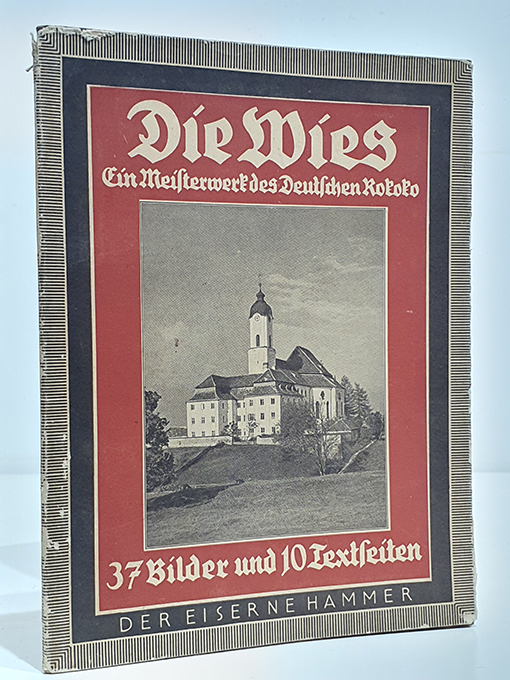 Die Wies
Ein Meisterwerk des Deutschen Rokoko
37 Bilder und 10 Textseiten
DER EISERNE HAMMER